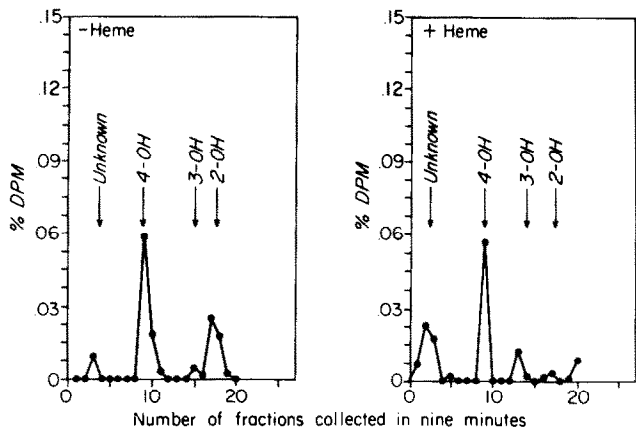 − Heme
.15
.12
.09
.06
.03
0
% DPM
Unknown
4-OH
3-OH
2-OH
0
10
20
+ Heme
.15
.12
.09
.06
.03
0
% DPM
Unknown
4-OH
3-OH
2-OH
0
10
20
Number of fractions collected in nine minutes